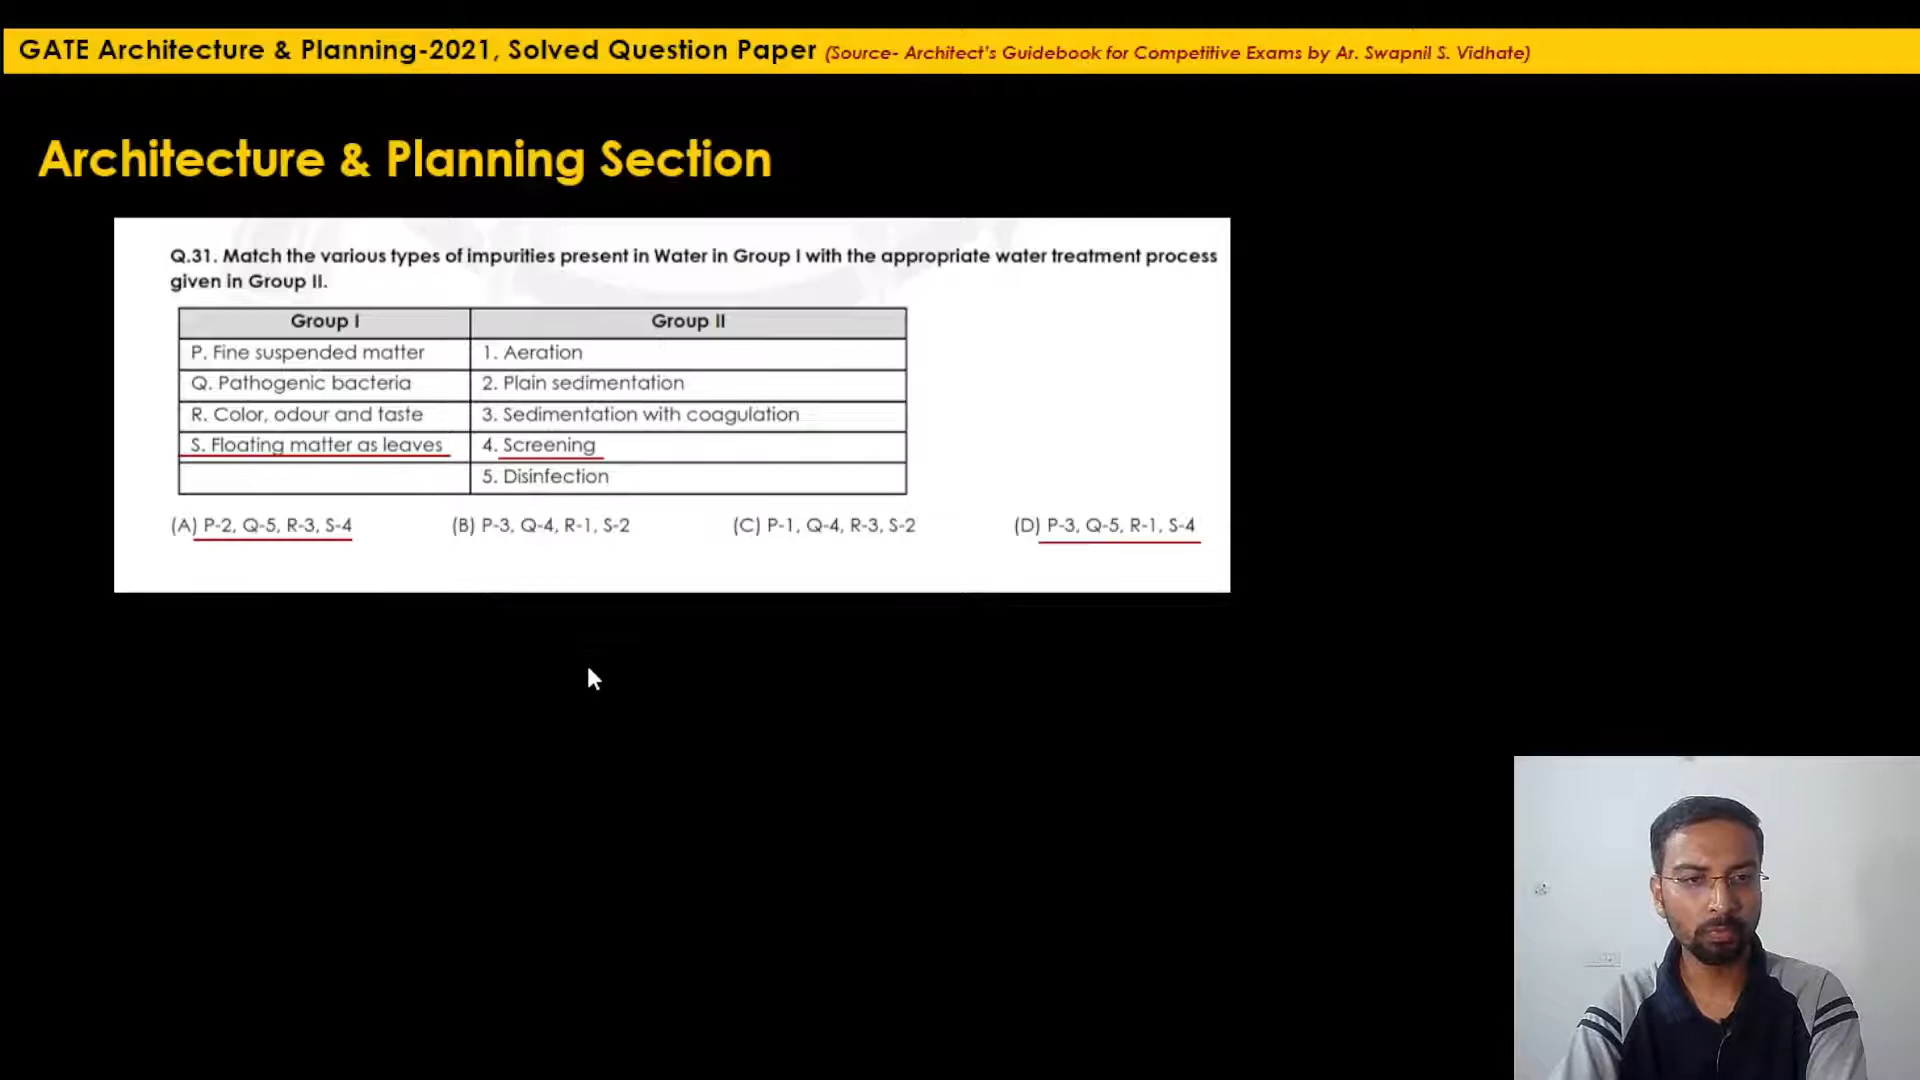 GATE Architecture & Planning-2021, Solved Question Paper (Source- Architect's Guidebook for Competitive Exams by Ar. Swapnil S. Vidhate)
Architecture & Planning Section
Q.31. Match the various types of impurities present in Water in Group I with the appropriate water treatment process
given in Group II.
Group I Group II
P. Fine suspended matter 1. Aeration
Q. Pathogenic bacteria 2. Plain sedimentation
R. Color, odour and taste 3. Sedimentation with coagulation
S. Floating matter as leaves 4. Screening
5. Disinfection
(A) P-2, Q-5, R-3, S-4 (B) P-3, Q-4, R-1, S-2 (C) P-1, Q-4, R-3, S-2 (D) P-3, Q-5, R-1, S-4